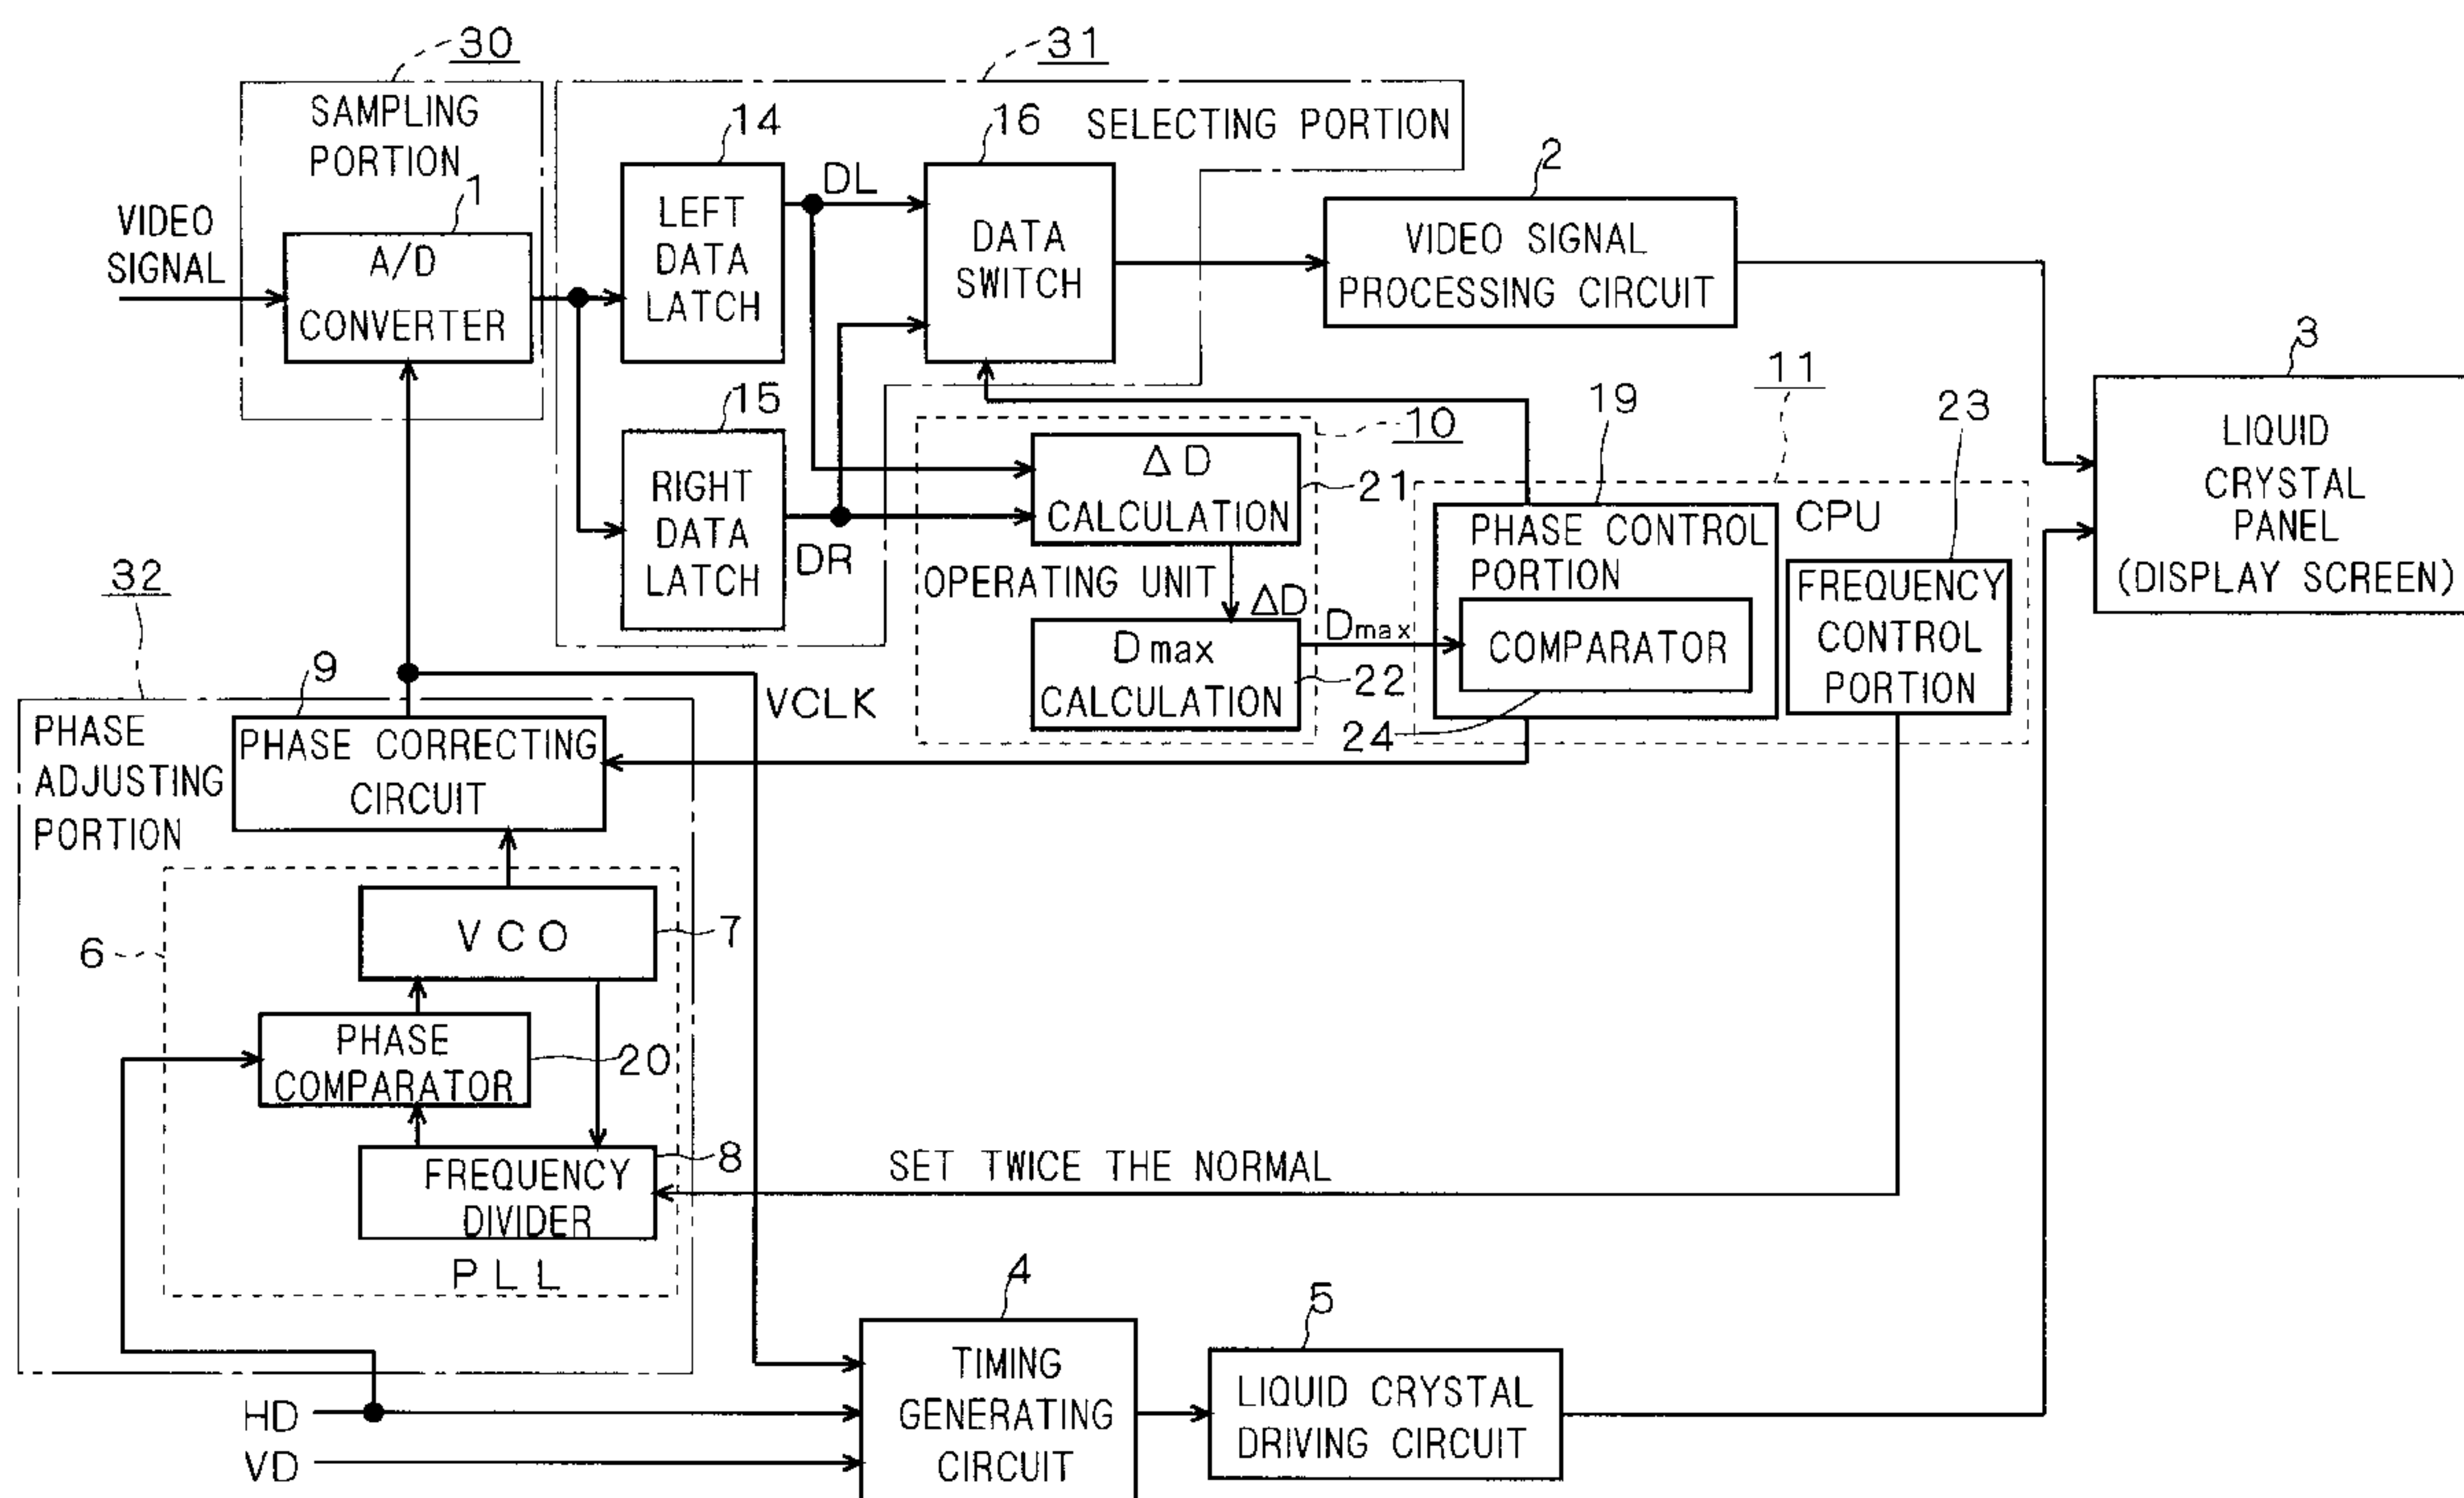 30
31
SAMPLING
PORTION
14
16
SELECTING PORTION
1
2
VIDEO
SIGNAL
A/D
CONVERTER
LEFT
DATA
LATCH
DL
DATA
SWITCH
VIDEO SIGNAL
PROCESSING CIRCUIT
3
15
11
19
23
10
RIGHT
DATA
LATCH
DR
ΔD
CALCULATION
21
OPERATING UNIT
ΔD
Dmax
CALCULATION
22
Dmax
PHASE CONTROL
PORTION
COMPARATOR
24
CPU
FREQUENCY
CONTROL
PORTION
LIQUID
CRYSTAL
PANEL
(DISPLAY SCREEN)
32
9
VCLK
PHASE
ADJUSTING
PORTION
PHASE CORRECTING
CIRCUIT
6
VCO
7
PHASE
COMPARATOR
20
FREQUENCY
DIVIDER
8
SET TWICE THE NORMAL
PLL
4
5
HD
VD
TIMING
GENERATING
CIRCUIT
LIQUID CRYSTAL
DRIVING CIRCUIT